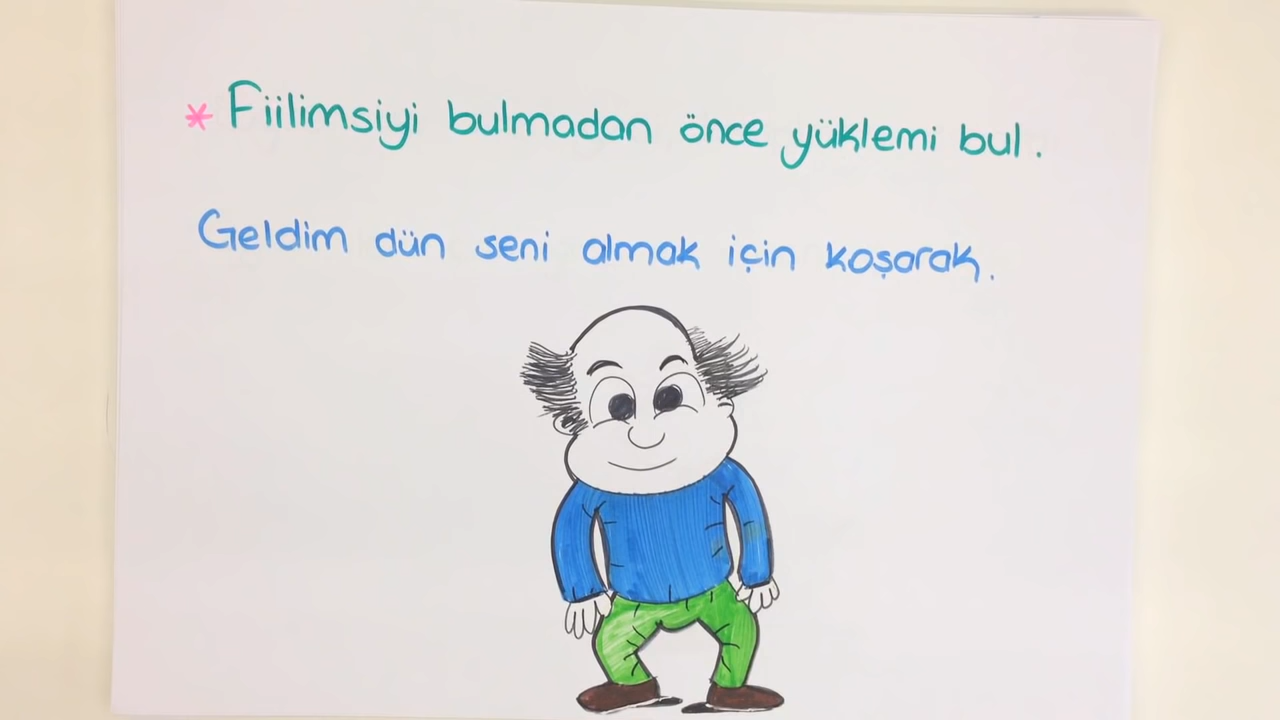 * Fiilimsiyi bulmadan önce yüklemi bul.
Geldim dün seni almak için koşarak.